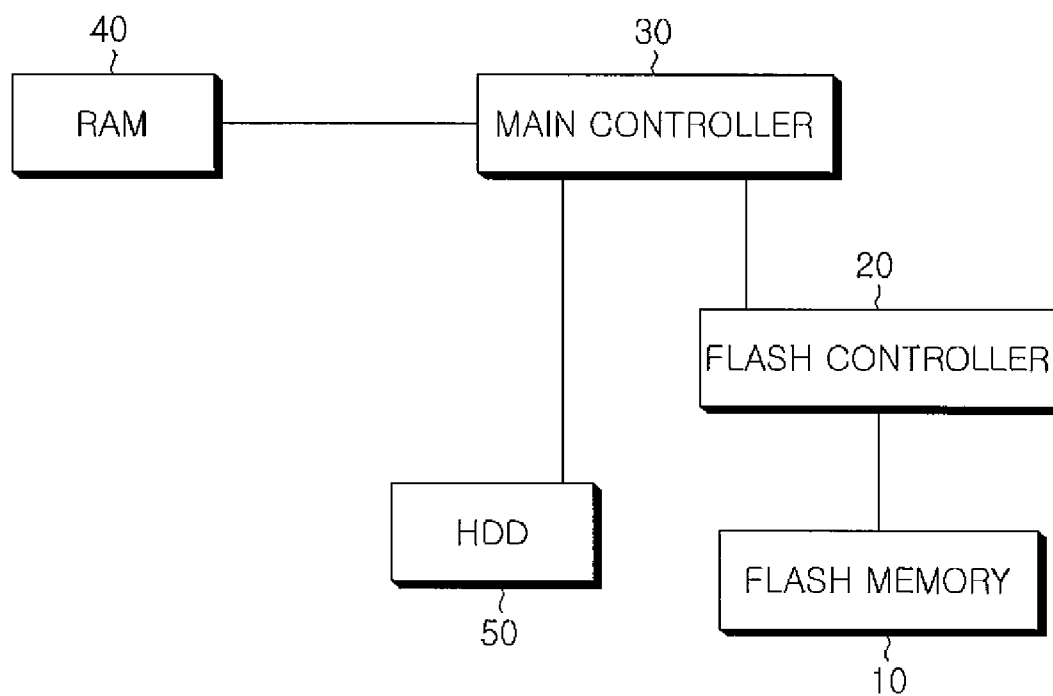 40
RAM
30
MAIN CONTROLLER
20
FLASH CONTROLLER
HDD
50
FLASH MEMORY
10